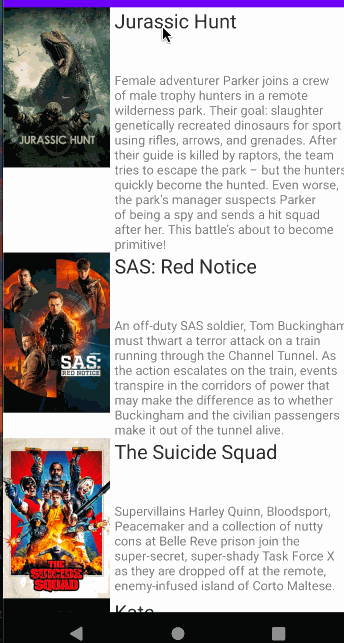 Jurassic Hunt
Female adventurer Parker joins a crew
of male trophy hunters in a remote
wilderness park. Their goal: slaughter
genetically recreated dinosaurs for sport
using rifles, arrows, and grenades. After
their guide is killed by raptors, the team
tries to escape the park – but the hunters
quickly become the hunted. Even worse,
the park's manager suspects Parker
of being a spy and sends a hit squad
after her. This battle's about to become
primitive!
JURASSIC HUNT
SAS: Red Notice
An off-duty SAS soldier, Tom Buckingham
must thwart a terror attack on a train
running through the Channel Tunnel. As
the action escalates on the train, events
transpire in the corridors of power that
may make the difference as to whether
Buckingham and the civilian passengers
make it out of the tunnel alive.
SAS:
RED NOTICE
The Suicide Squad
Supervillains Harley Quinn, Bloodsport,
Peacemaker and a collection of nutty
cons at Belle Reve prison join the
super-secret, super-shady Task Force X
as they are dropped off at the remote,
enemy-infused island of Corto Maltese.
THE
SUICIDE
SQUAD
Kate